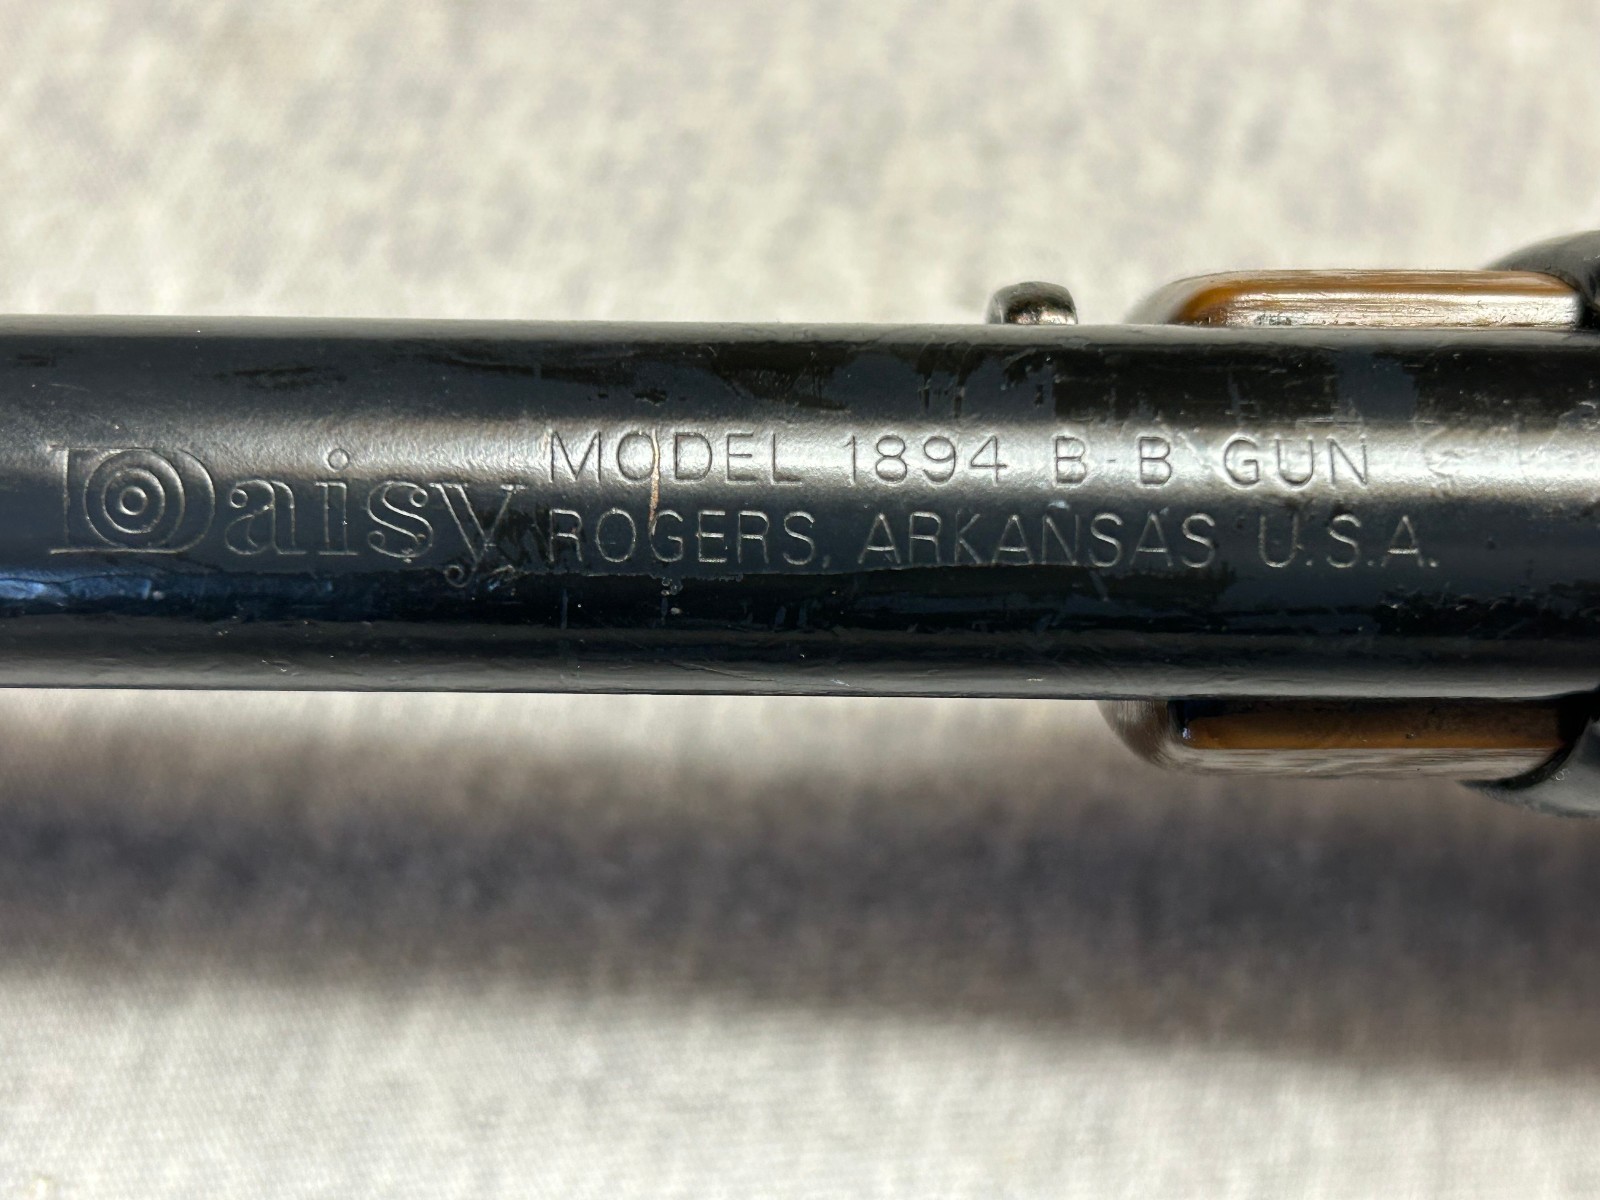 Daisy
MODEL 1894 B-B GUN
ROGERS, ARKANSAS U.S.A.